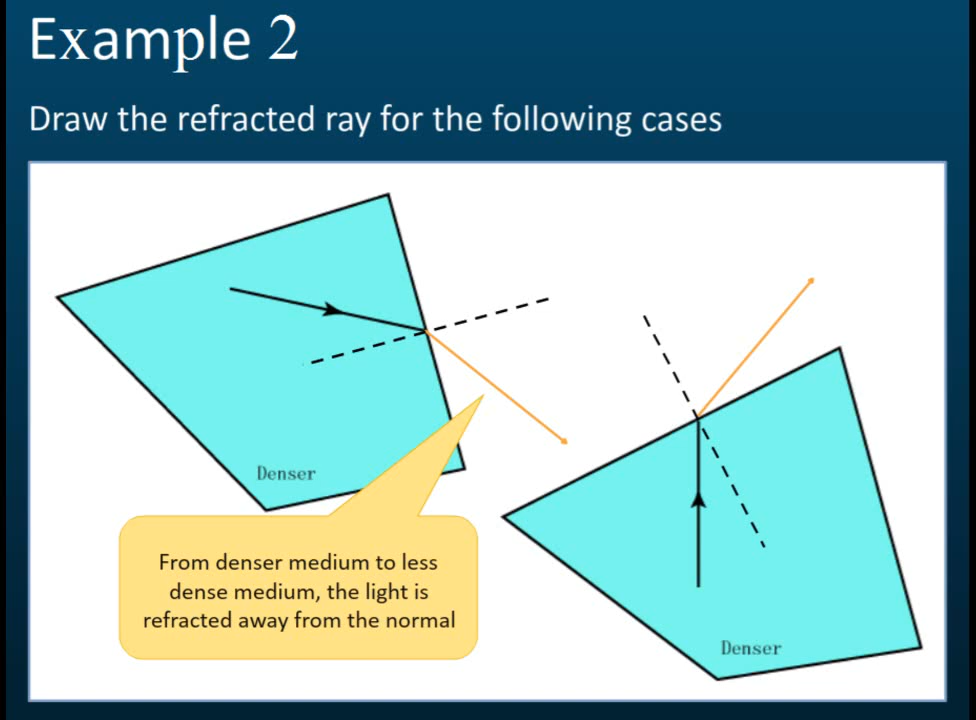 Example 2
Draw the refracted ray for the following cases
Denser
From denser medium to less
dense medium, the light is
refracted away from the normal
Denser